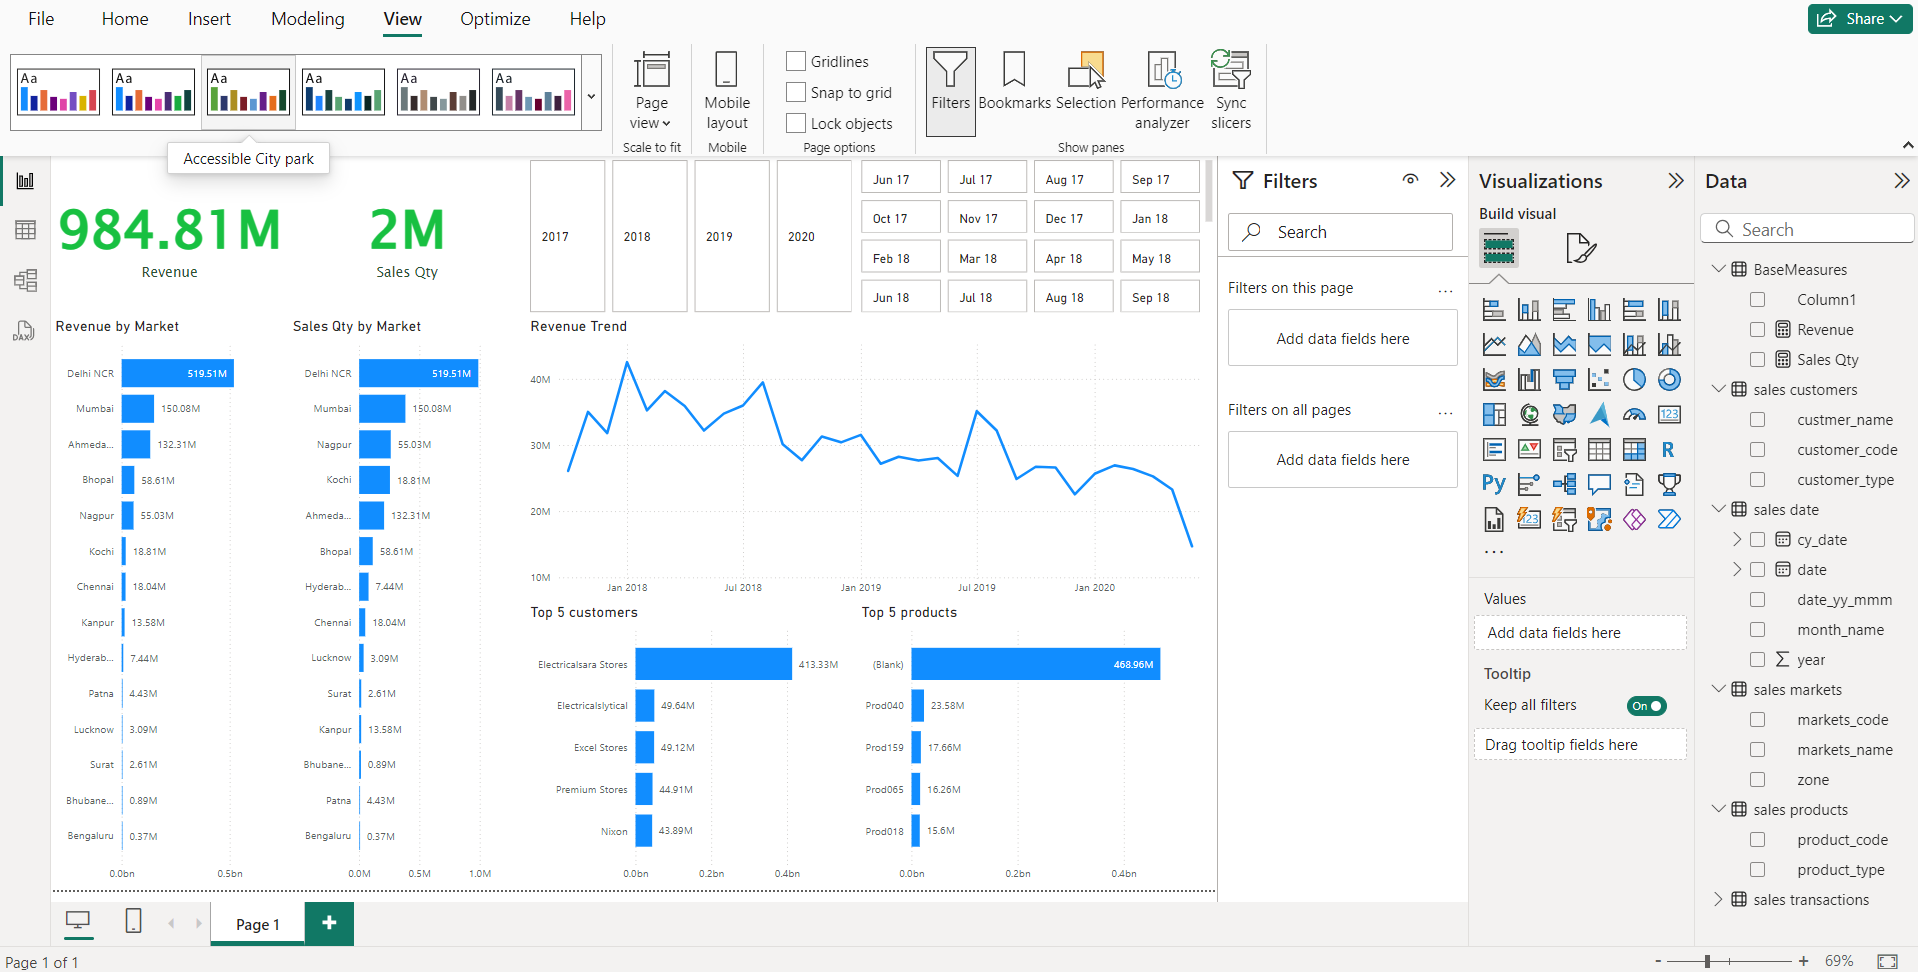 File Home Insert Modeling View Optimize Help
Share
Aa Aa Aa Aa Aa Aa
Page view
Scale to fit
Mobile layout
Mobile
Gridlines
Snap to grid
Lock objects
Page options
Filters Bookmarks Selection Performance analyzer Sync slicers
Show panes
Accessible City park
984.81M
Revenue
2M
Sales Qty
2017 2018 2019 2020
Jun 17 Jul 17 Aug 17 Sep 17
Oct 17 Nov 17 Dec 17 Jan 18
Feb 18 Mar 18 Apr 18 May 18
Jun 18 Jul 18 Aug 18 Sep 18
Revenue by Market
Delhi NCR 519.51M
Mumbai 150.08M
Ahmeda... 132.31M
Bhopal 58.61M
Nagpur 55.03M
Kochi 18.81M
Chennai 18.04M
Kanpur 13.58M
Hyderab... 7.44M
Patna 4.43M
Lucknow 3.09M
Surat 2.61M
Bhubane... 0.89M
Bengaluru 0.37M
0.0bn 0.5bn
Sales Qty by Market
Delhi NCR 519.51M
Mumbai 150.08M
Nagpur 55.03M
Kochi 18.81M
Ahmeda... 132.31M
Bhopal 58.61M
Hyderab... 7.44M
Chennai 18.04M
Lucknow 3.09M
Surat 2.61M
Kanpur 13.58M
Bhubane... 0.89M
Patna 4.43M
Bengaluru 0.37M
0.0M 0.5M 1.0M
Revenue Trend
40M
30M
20M
10M
Jan 2018 Jul 2018 Jan 2019 Jul 2019 Jan 2020
Top 5 customers
Electricalsara Stores 413.33M
Electricalslytical 49.64M
Excel Stores 49.12M
Premium Stores 44.91M
Nixon 43.89M
0.0bn 0.2bn 0.4bn
Top 5 products
(Blank) 468.96M
Prod040 23.58M
Prod159 17.66M
Prod065 16.26M
Prod018 15.6M
0.0bn 0.2bn 0.4bn
Filters
Search
Filters on this page ...
Add data fields here
Filters on all pages ...
Add data fields here
Visualizations
Build visual
123
R
Py
123
...
Values
Add data fields here
Tooltip
Keep all filters On
Drag tooltip fields here
Data
Search
BaseMeasures
Column1
Revenue
Sales Qty
sales customers
custmer_name
customer_code
customer_type
sales date
cy_date
date
date_yy_mmm
month_name
year
sales markets
markets_code
markets_name
zone
sales products
product_code
product_type
sales transactions
DAX
Page 1 +
Page 1 of 1
- + 69%